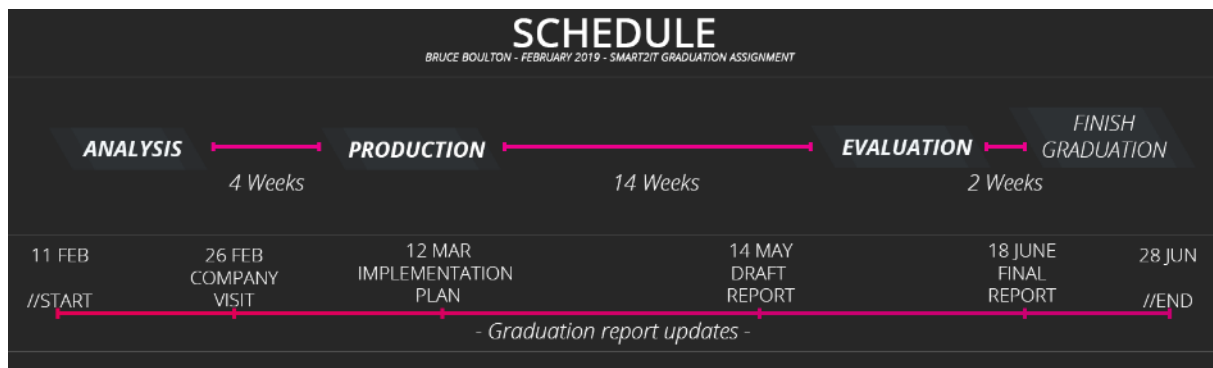 SCHEDULE
BRUCE BOULTON - FEBRUARY 2019 - SMART2IT GRADUATION ASSIGNMENT
ANALYSIS
PRODUCTION
EVALUATION
FINISH
GRADUATION
4 Weeks
14 Weeks
2 Weeks
11 FEB
//START
26 FEB
COMPANY
VISIT
12 MAR
IMPLEMENTATION
PLAN
14 MAY
DRAFT
REPORT
18 JUNE
FINAL
REPORT
28 JUN
//END
- Graduation report updates -